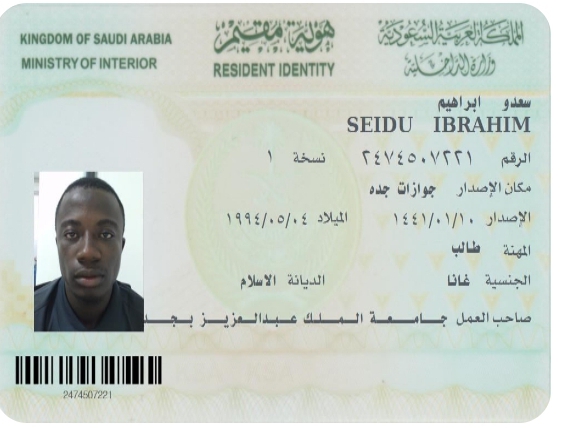 KINGDOM OF SAUDI ARABIA
MINISTRY OF INTERIOR
هوية مقيم
RESIDENT IDENTITY
المملكة العربية السعودية
وزارة الداخلية
سعدو ابراهيم
SEIDU IBRAHIM
الرقم ٢٤٧٤٥٠٧٢٢١ نسخة ١
مكان الإصدار جوازات جده
الإصدار ١٤٤١/٠١/١٠ الميلاد ١٩٩٤/٠٥/٠٤
المهنة طالب
الجنسية غانا الديانة الاسلام
صاحب العمل جامعة الملك عبدالعزيز بجد
2474507221